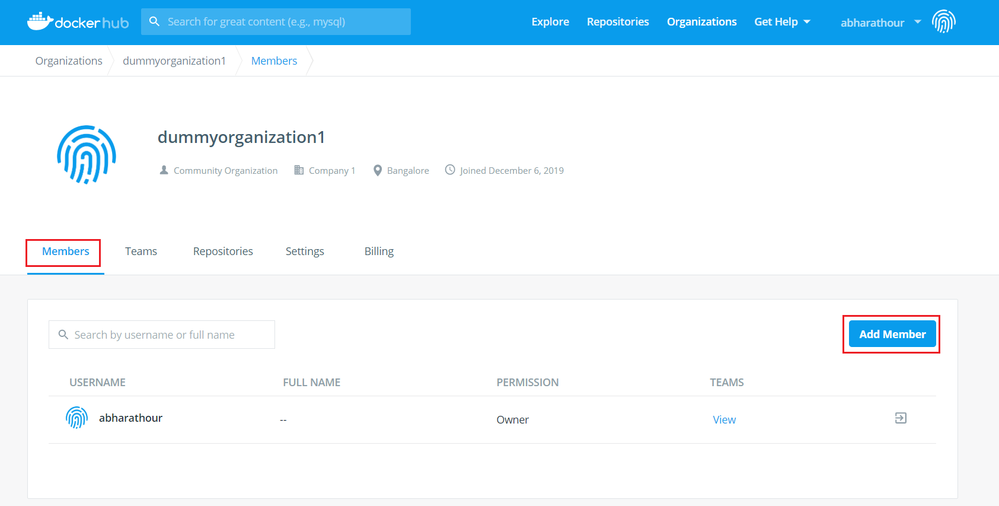 docker hub
Search for great content (e.g., mysql)
Explore Repositories Organizations Get Help abharathour
Organizations dummyorganization1 Members
dummyorganization1
Community Organization Company 1 Bangalore Joined December 6, 2019
Members Teams Repositories Settings Billing
Search by username or full name
Add Member
USERNAME FULL NAME PERMISSION TEAMS
abharathour -- Owner View